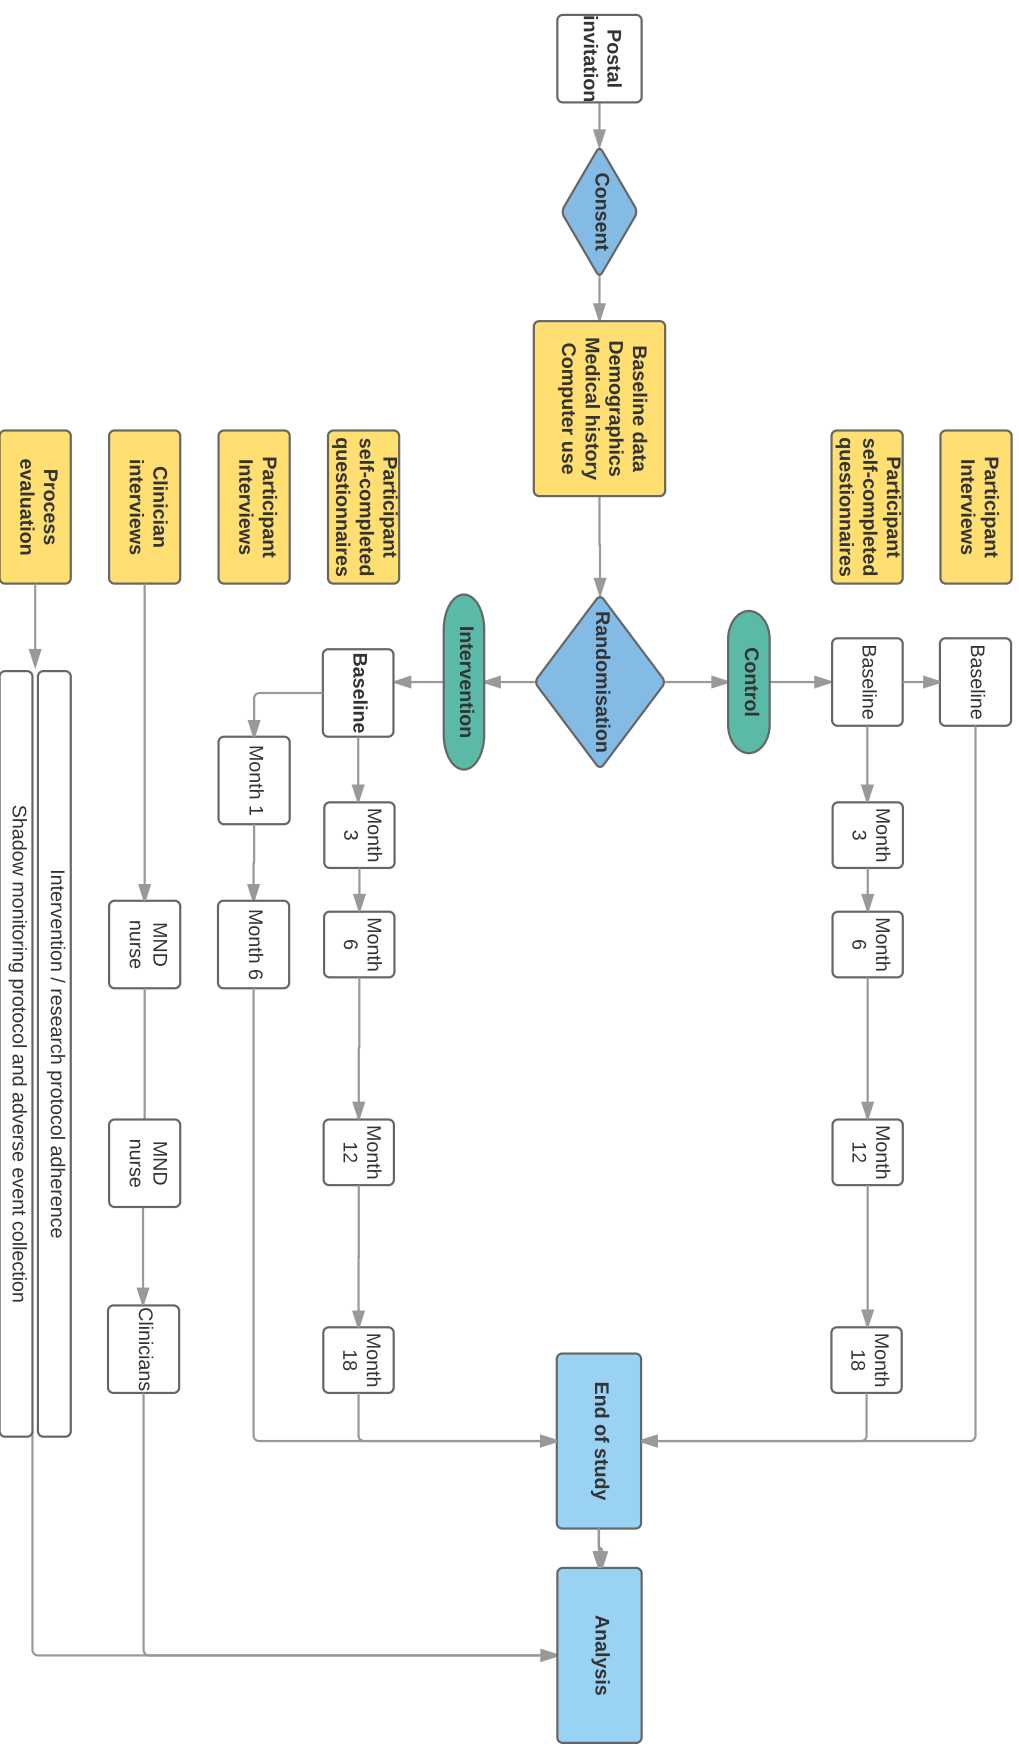 Postal
invitation
Consent
Baseline data
Demographics
Medical history
Computer use
Randomisation
Control
Intervention
Participant
Interviews
Baseline
Participant
self-completed
questionnaires
Baseline
Month
3
Month
6
Month
12
Month
18
Participant
self-completed
questionnaires
Baseline
Month
3
Month
6
Month
12
Month
18
Participant
Interviews
Month 1
Month 6
Clinician
interviews
MND
nurse
MND
nurse
Clinicians
Process
evaluation
Intervention / research protocol adherence
Shadow monitoring protocol and adverse event collection
End of study
Analysis